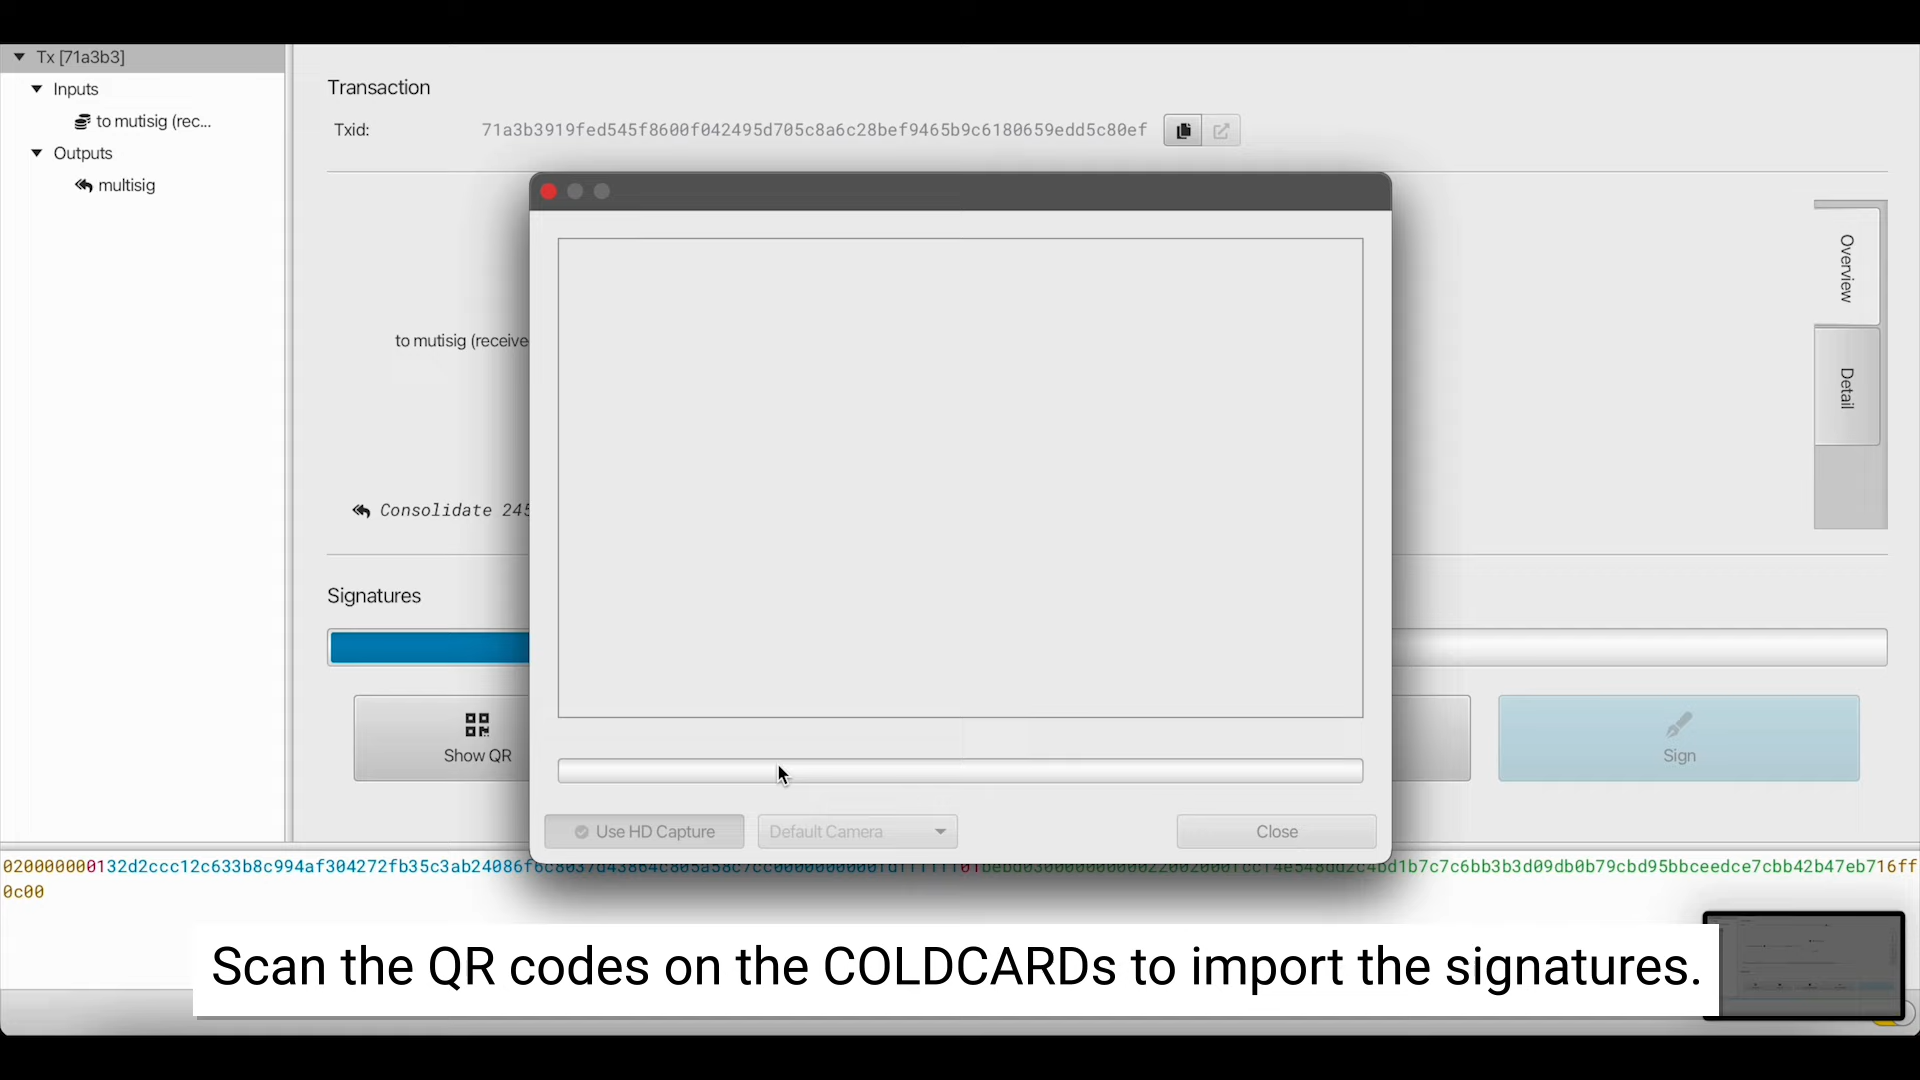 Tx [71a3b3]
Inputs
to mutisig (rec...
Outputs
multisig
Transaction
Txid:
71a3b3919fed545f8600f042495d705c8a6c28bef9465b9c6180659edd5c80ef
to mutisig (receive
Consolidate 245
Overview
Detail
Signatures
Show QR
Sign
Use HD Capture
Default Camera
Close
0c00
Scan the QR codes on the COLDCARDs to import the signatures.